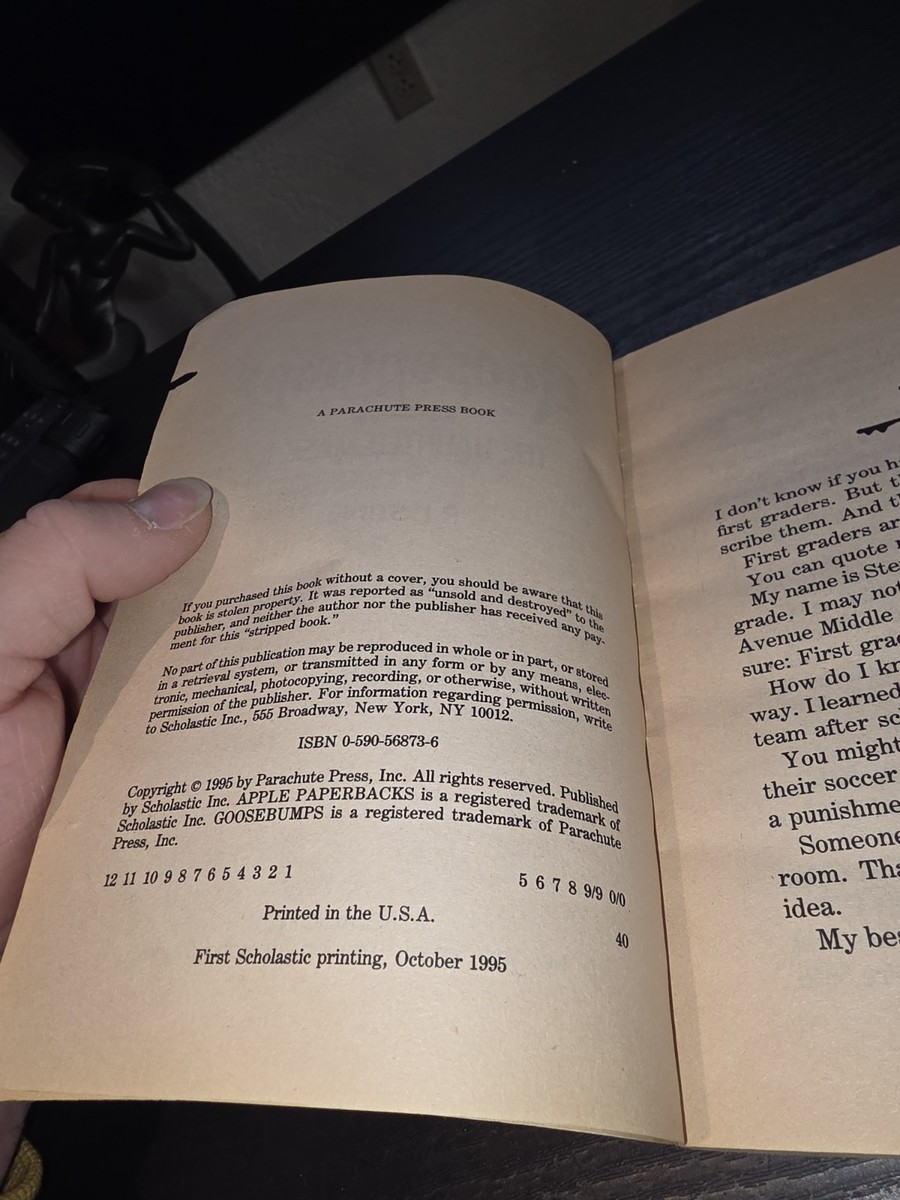 A PARACHUTE PRESS BOOK
If you purchased this book without a cover, you should be aware that this
book is stolen property. It was reported as "unsold and destroyed" to the
publisher, and neither the author nor the publisher has received any pay-
ment for this "stripped book."
No part of this publication may be reproduced in whole or in part, or stored
in a retrieval system, or transmitted in any form or by any means, elec-
tronic, mechanical, photocopying, recording, or otherwise, without written
permission of the publisher. For information regarding permission, write
to Scholastic Inc., 555 Broadway, New York, NY 10012.
ISBN 0-590-56873-6
Copyright © 1995 by Parachute Press, Inc. All rights reserved. Published
by Scholastic Inc. APPLE PAPERBACKS is a registered trademark of
Scholastic Inc. GOOSEBUMPS is a registered trademark of Parachute
Press, Inc.
12 11 10 9 8 7 6 5 4 3 2 1 5 6 7 8 9/9 0/0
Printed in the U.S.A. 40
First Scholastic printing, October 1995
I don't know if you
first graders. But
scribe them. And
First graders
You can quote
My name is
grade. I may
Avenue Middle
sure: First
How do I
way. I learned
team after
You might
their soccer
a
Someone
room.
idea.
My